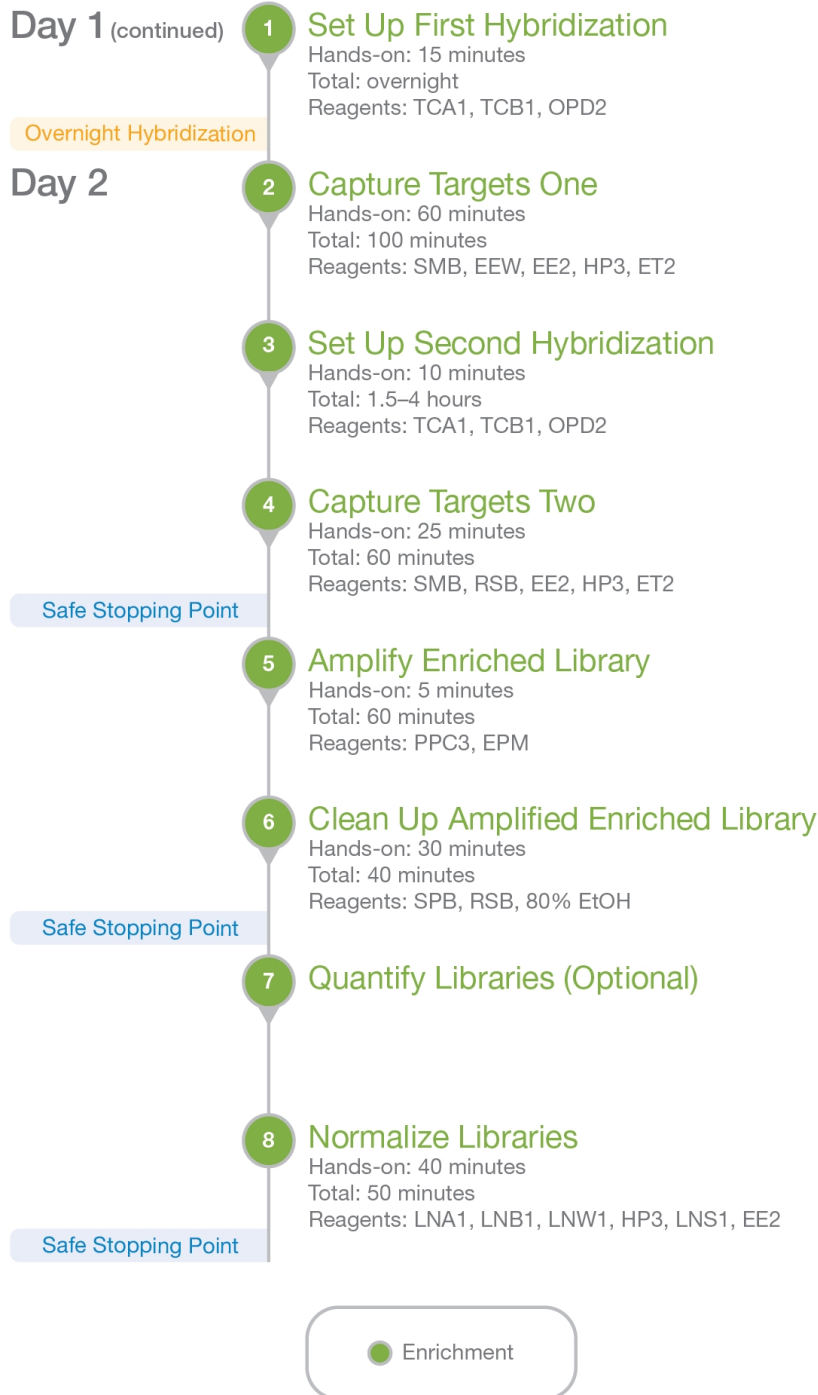 Day 1 (continued)
1
Set Up First Hybridization
Hands-on: 15 minutes
Total: overnight
Reagents: TCA1, TCB1, OPD2
Overnight Hybridization
Day 2
2
Capture Targets One
Hands-on: 60 minutes
Total: 100 minutes
Reagents: SMB, EEW, EE2, HP3, ET2
3
Set Up Second Hybridization
Hands-on: 10 minutes
Total: 1.5–4 hours
Reagents: TCA1, TCB1, OPD2
4
Capture Targets Two
Hands-on: 25 minutes
Total: 60 minutes
Reagents: SMB, RSB, EE2, HP3, ET2
Safe Stopping Point
5
Amplify Enriched Library
Hands-on: 5 minutes
Total: 60 minutes
Reagents: PPC3, EPM
6
Clean Up Amplified Enriched Library
Hands-on: 30 minutes
Total: 40 minutes
Reagents: SPB, RSB, 80% EtOH
Safe Stopping Point
7
Quantify Libraries (Optional)
8
Normalize Libraries
Hands-on: 40 minutes
Total: 50 minutes
Reagents: LNA1, LNB1, LNW1, HP3, LNS1, EE2
Safe Stopping Point
Enrichment